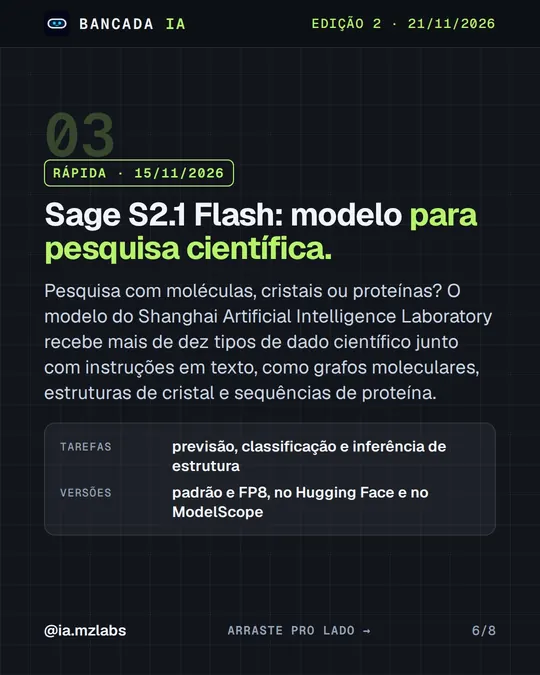 BANCADA IA
EDIÇÃO 2 · 21/11/2026
03
RÁPIDA · 15/11/2026
Sage S2.1 Flash: modelo para
pesquisa científica.
Pesquisa com moléculas, cristais ou proteínas? O
modelo do Shanghai Artificial Intelligence Laboratory
recebe mais de dez tipos de dado científico junto
com instruções em texto, como grafos moleculares,
estruturas de cristal e sequências de proteína.
TAREFAS
previsão, classificação e inferência de
estrutura
VERSÕES
padrão e FP8, no Hugging Face e no
ModelScope
@ia.mzlabs
ARRASTE PRO LADO →
6/8